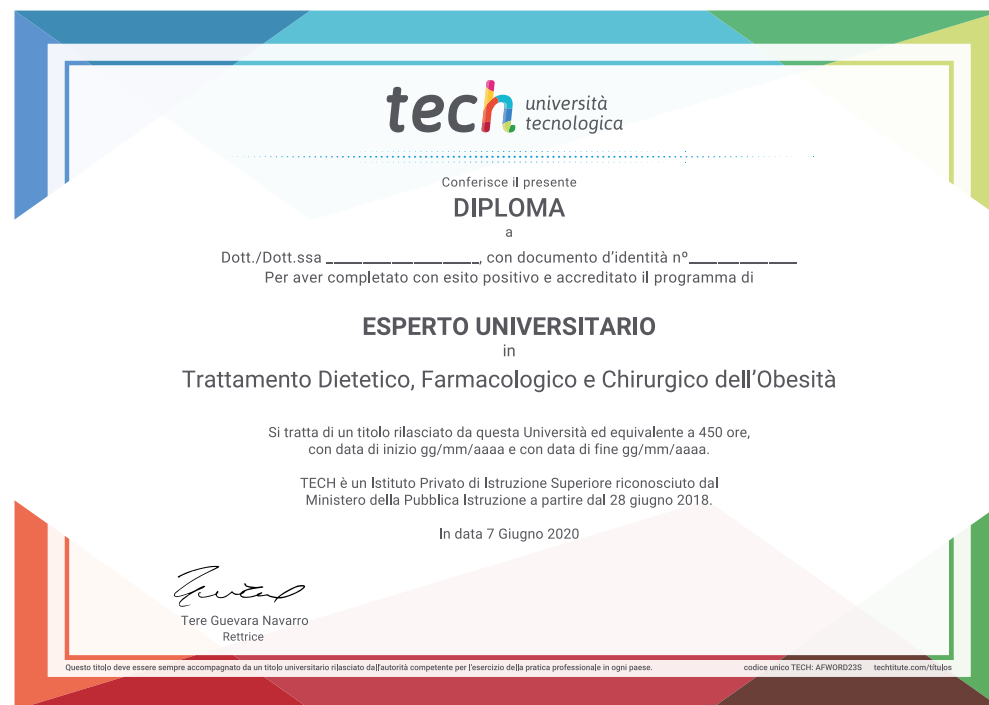 tech università
tecnologica
Conferisce il presente
DIPLOMA
a
Dott./Dott.ssa ____________________, con documento d'identità nº______________
Per aver completato con esito positivo e accreditato il programma di
ESPERTO UNIVERSITARIO
in
Trattamento Dietetico, Farmacologico e Chirurgico dell'Obesità
Si tratta di un titolo rilasciato da questa Università ed equivalente a 450 ore,
con data di inizio gg/mm/aaaa e con data di fine gg/mm/aaaa.
TECH è un Istituto Privato di Istruzione Superiore riconosciuto dal
Ministero della Pubblica Istruzione a partire dal 28 giugno 2018.
In data 7 Giugno 2020
Tere Guevara Navarro
Rettrice
Questo titolo deve essere sempre accompagnato da un titolo universitario rilasciato dall'autorità competente per l'esercizio della pratica professionale in ogni paese.
codice unico TECH: AFWORD23S techtitute.com/titulos